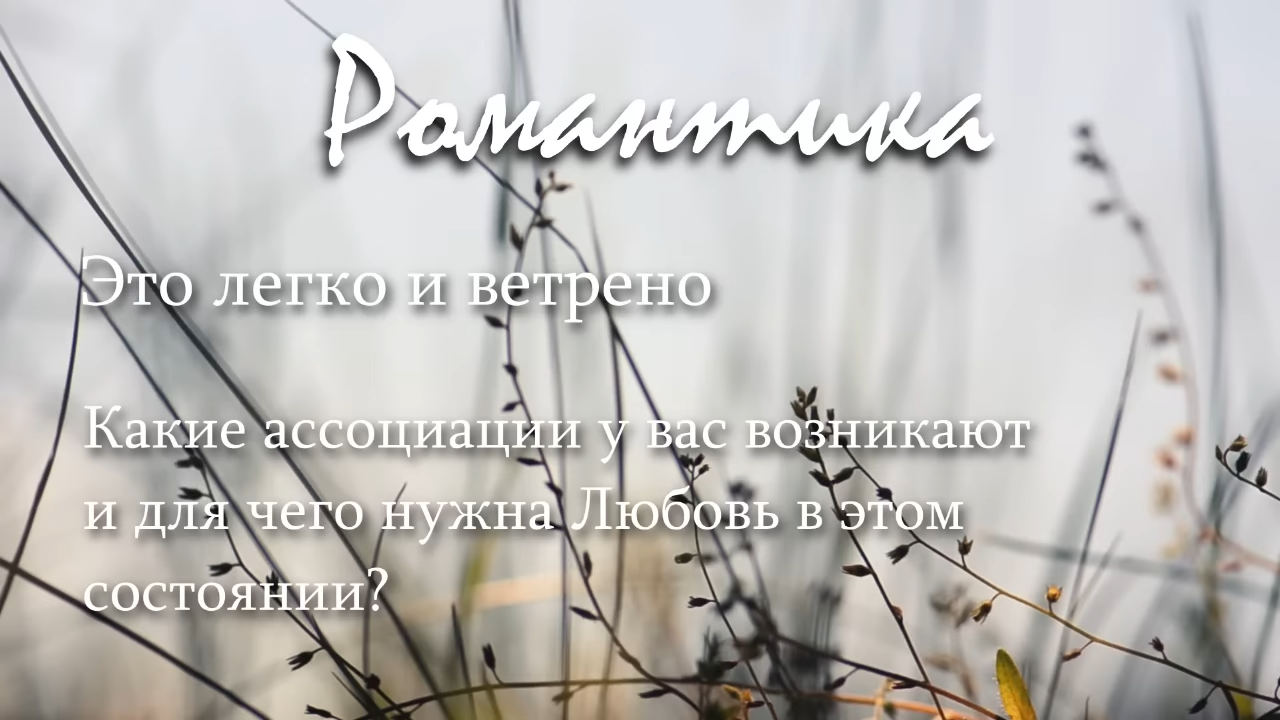 Романтика
Это легко и ветрено
Какие ассоциации у вас возникают
и для чего нужна Любовь в этом
состоянии?